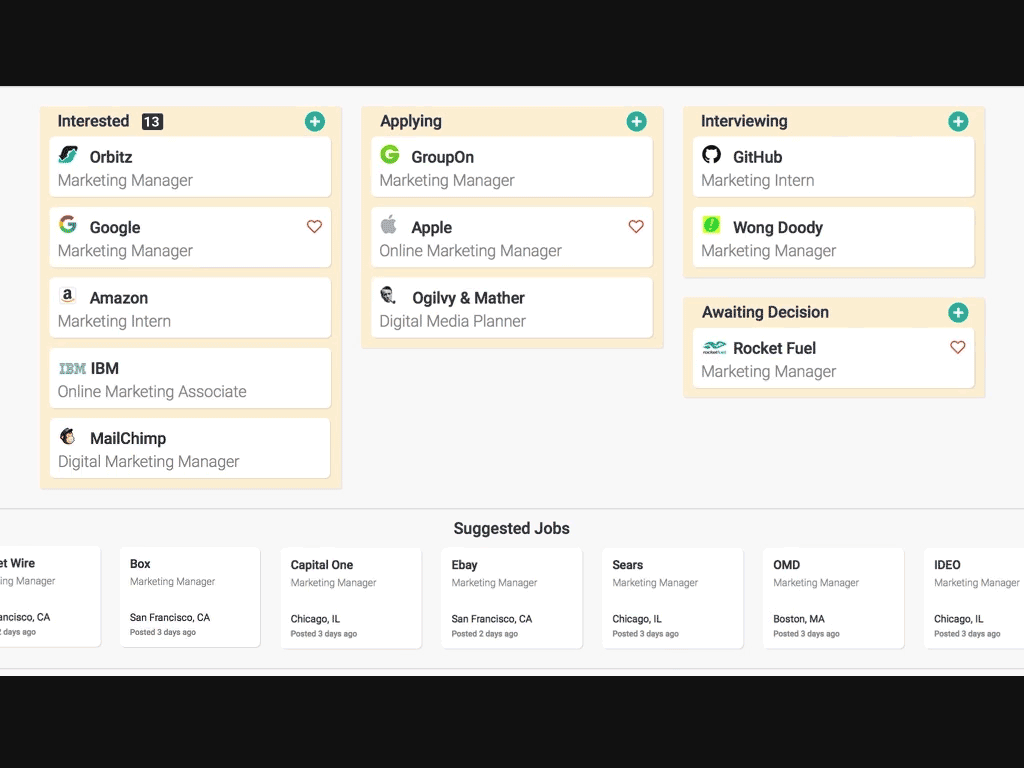 Interested 13
Orbitz
Marketing Manager
Google
Marketing Manager
a Amazon
Marketing Intern
IBM IBM
Online Marketing Associate
MailChimp
Digital Marketing Manager
Applying
G GroupOn
Marketing Manager
Apple
Online Marketing Manager
Ogilvy & Mather
Digital Media Planner
Interviewing
GitHub
Marketing Intern
! Wong Doody
Marketing Manager
Awaiting Decision
rocketfuel Rocket Fuel
Marketing Manager
Suggested Jobs
et Wire
ing Manager
ancisco, CA
2 days ago
Box
Marketing Manager
San Francisco, CA
Posted 3 days ago
Capital One
Marketing Manager
Chicago, IL
Posted 3 days ago
Ebay
Marketing Manager
San Francisco, CA
Posted 2 days ago
Sears
Marketing Manager
Chicago, IL
Posted 3 days ago
OMD
Marketing Manager
Boston, MA
Posted 3 days ago
IDEO
Marketing Manager
Chicago, IL
Posted 3 days ago